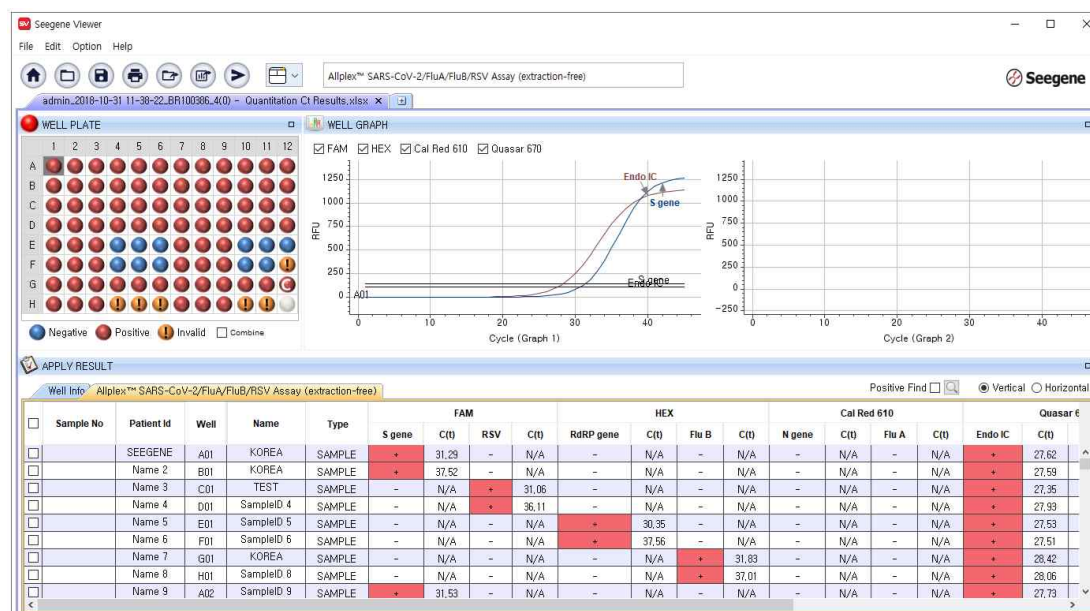 Seegene Viewer
File Edit Option Help
Allplex™ SARS-CoV-2/FluA/FluB/RSV Assay (extraction-free)
Seegene
admin_2018-10-31 11-38-22_BR100386_4(0) - Quantitation Ct Results.xlsx
WELL PLATE
1 2 3 4 5 6 7 8 9 10 11 12
A
B
C
D
E
F
G
H
Negative Positive Invalid Combine
WELL GRAPH
FAM HEX Cal Red 610 Quasar 670
RFU
1250
1000
750
500
250
0
Endo IC
S gene
S gene
Endo IC
A01
0 10 20 30 40
Cycle (Graph 1)
RFU
1250
1000
750
500
250
0
-250
0 10 20 30 40
Cycle (Graph 2)
APPLY RESULT
Well Info Allplex™ SARS-CoV-2/FluA/FluB/RSV Assay (extraction-free)
Positive Find Vertical Horizontal
FAM HEX Cal Red 610 Quasar 6
Sample No Patient Id Well Name Type S gene C(t) RSV C(t) RdRP gene C(t) Flu B C(t) N gene C(t) Flu A C(t) Endo IC C(t)
SEEGENE A01 KOREA SAMPLE + 31,29 - N/A - N/A - N/A - N/A - N/A + 27,62
Name 2 B01 KOREA SAMPLE + 37,52 - N/A - N/A - N/A - N/A - N/A + 27,59
Name 3 C01 TEST SAMPLE - N/A + 31,06 - N/A - N/A - N/A - N/A + 27,35
Name 4 D01 SampleID 4 SAMPLE - N/A + 36,11 - N/A - N/A - N/A - N/A + 27,93
Name 5 E01 SampleID 5 SAMPLE - N/A - N/A + 30,35 - N/A - N/A - N/A + 27,53
Name 6 F01 SampleID 6 SAMPLE - N/A - N/A + 37,56 - N/A - N/A - N/A + 27,51
Name 7 G01 KOREA SAMPLE - N/A - N/A - N/A + 31,83 - N/A - N/A + 28,42
Name 8 H01 SampleID 8 SAMPLE - N/A - N/A - N/A + 37,01 - N/A - N/A + 28,06
Name 9 A02 SampleID 9 SAMPLE + 31,53 - N/A - N/A - N/A - N/A - N/A + 27,73